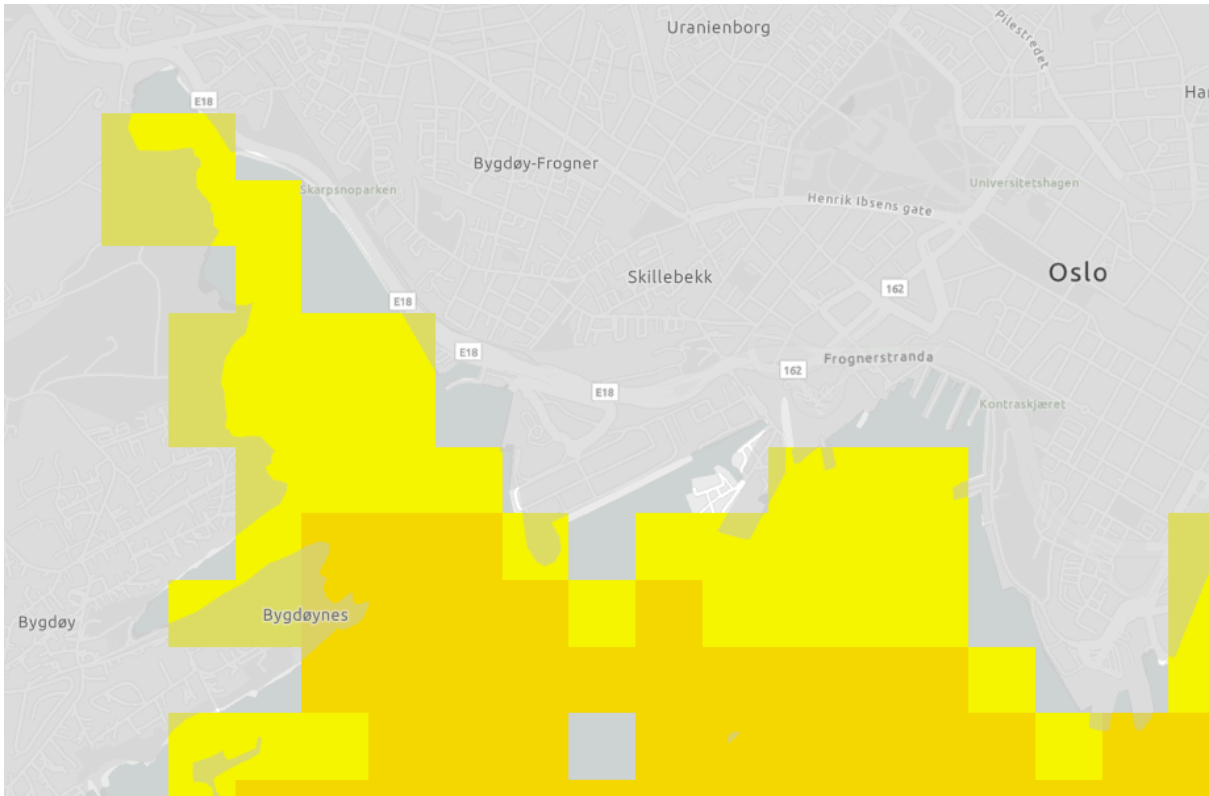 Uranienborg
Pilestredet
Ha
E18
Bygdøy-Frogner
Skarpsnoparken
Universitetshagen
Henrik Ibsens gate
Oslo
Skillebekk
162
E18
E18
Frognerstranda
162
E18
Kontraskjæret
Bygdøynes
Bygdøy